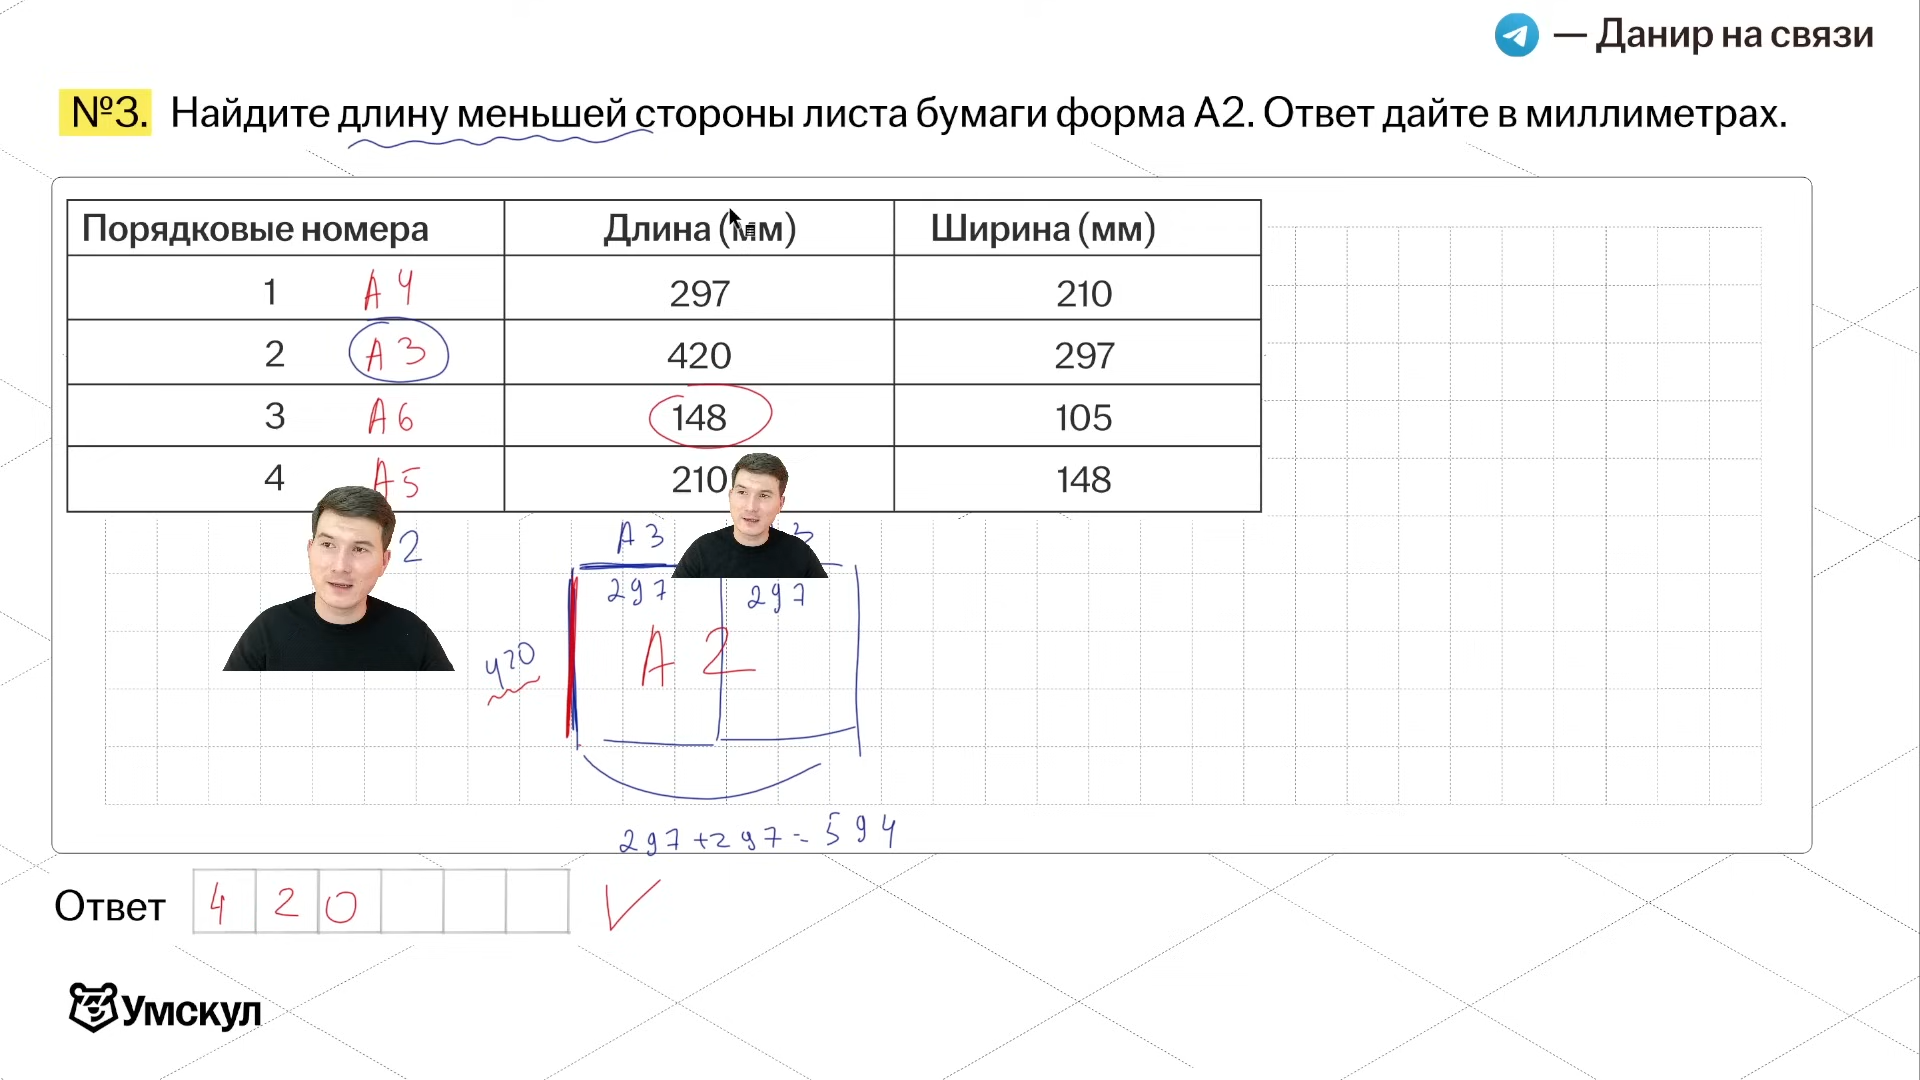 — Данир на связи
№3. Найдите длину меньшей стороны листа бумаги форма А2. Ответ дайте в миллиметрах.
Порядковые номера Длина (мм) Ширина (мм)
1 А4 297 210
2 А3 420 297
3 А6 148 105
4 А5 210 148
2 А3 3
297 297
420 А2
297+297=594
Ответ 420
Умскул